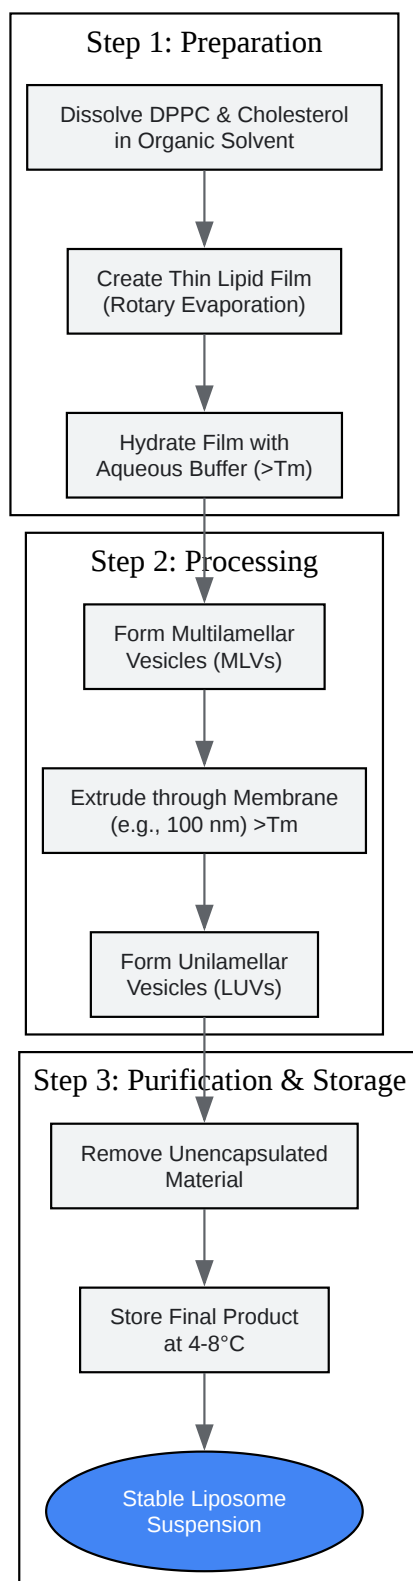 Step 1: Preparation
Dissolve DPPC & Cholesterol
in Organic Solvent
Create Thin Lipid Film
(Rotary Evaporation)
Hydrate Film with
Aqueous Buffer (>Tm)
Step 2: Processing
Form Multilamellar
Vesicles (MLVs)
Extrude through Membrane
(e.g., 100 nm) >Tm
Form Unilamellar
Vesicles (LUVs)
Step 3: Purification & Storage
Remove Unencapsulated
Material
Store Final Product
at 4-8°C
Stable Liposome
Suspension